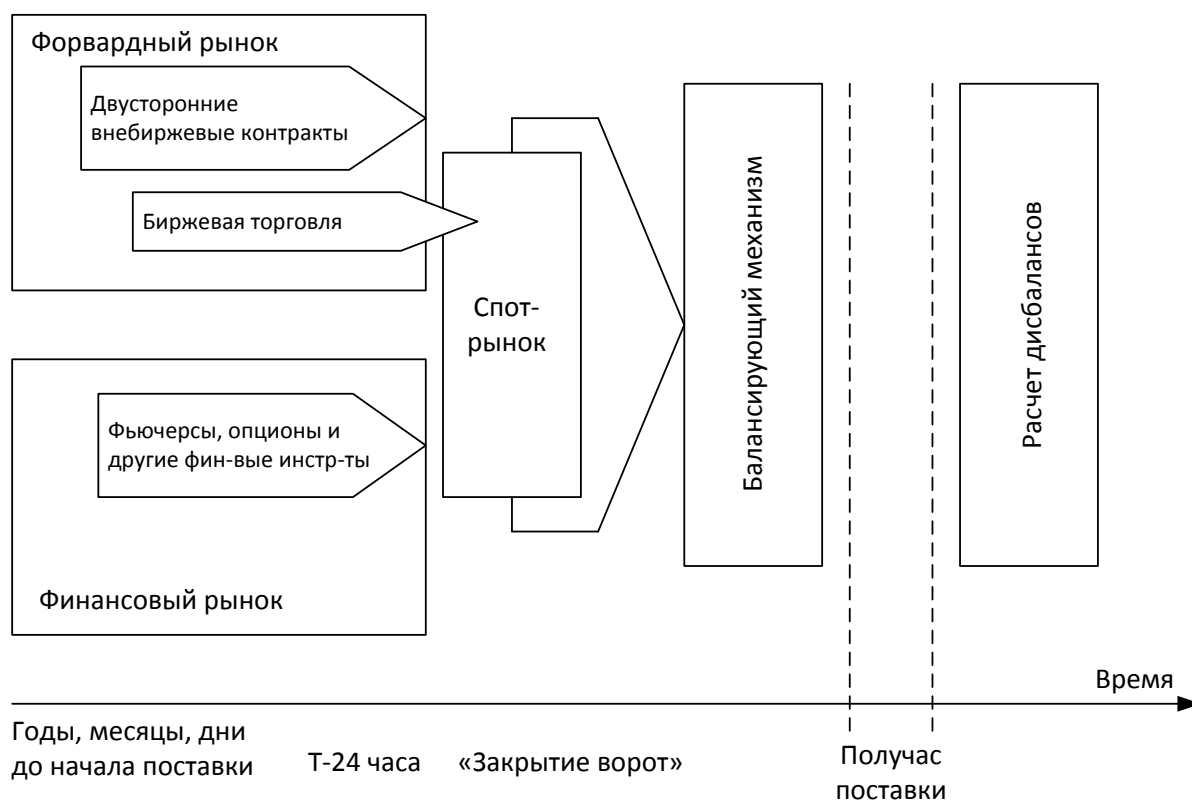 Форвардный рынок
Двусторонние
внебиржевые контракты
Биржевая торговля
Спот-
рынок
Фьючерсы, опционы и
другие фин-вые инстр-ты
Финансовый рынок
Балансирующий механизм
Расчет дисбалансов
Время
Годы, месяцы, дни
до начала поставки
Т-24 часа
«Закрытие ворот»
Получас
поставки